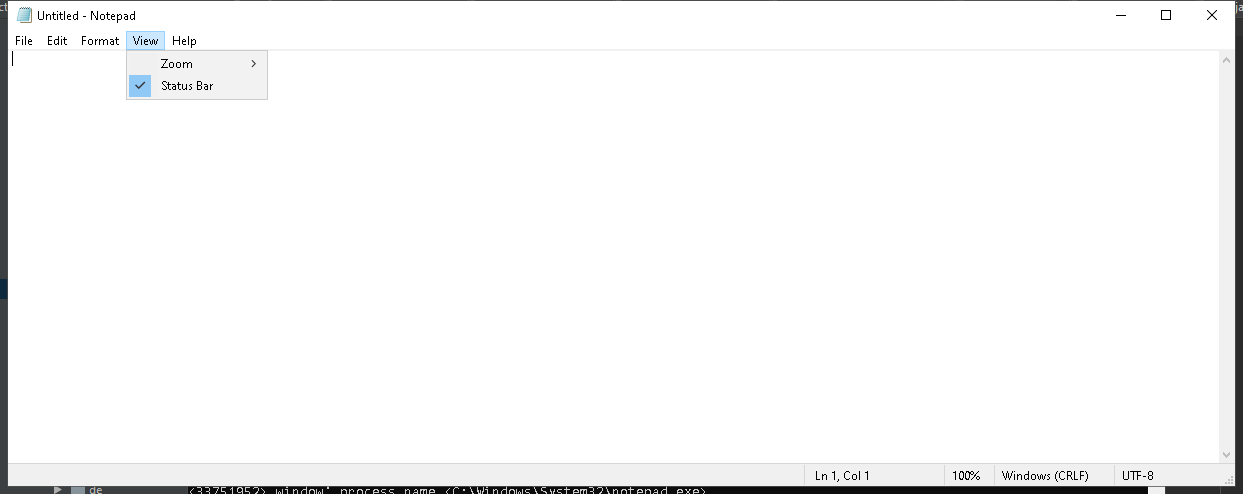 Untitled - Notepad
File Edit Format View Help
Zoom
Status Bar
Ln 1, Col 1 100% Windows (CRLF) UTF-8
de <33751952> window' process name <C:\Windows\System32\notepad.exe>